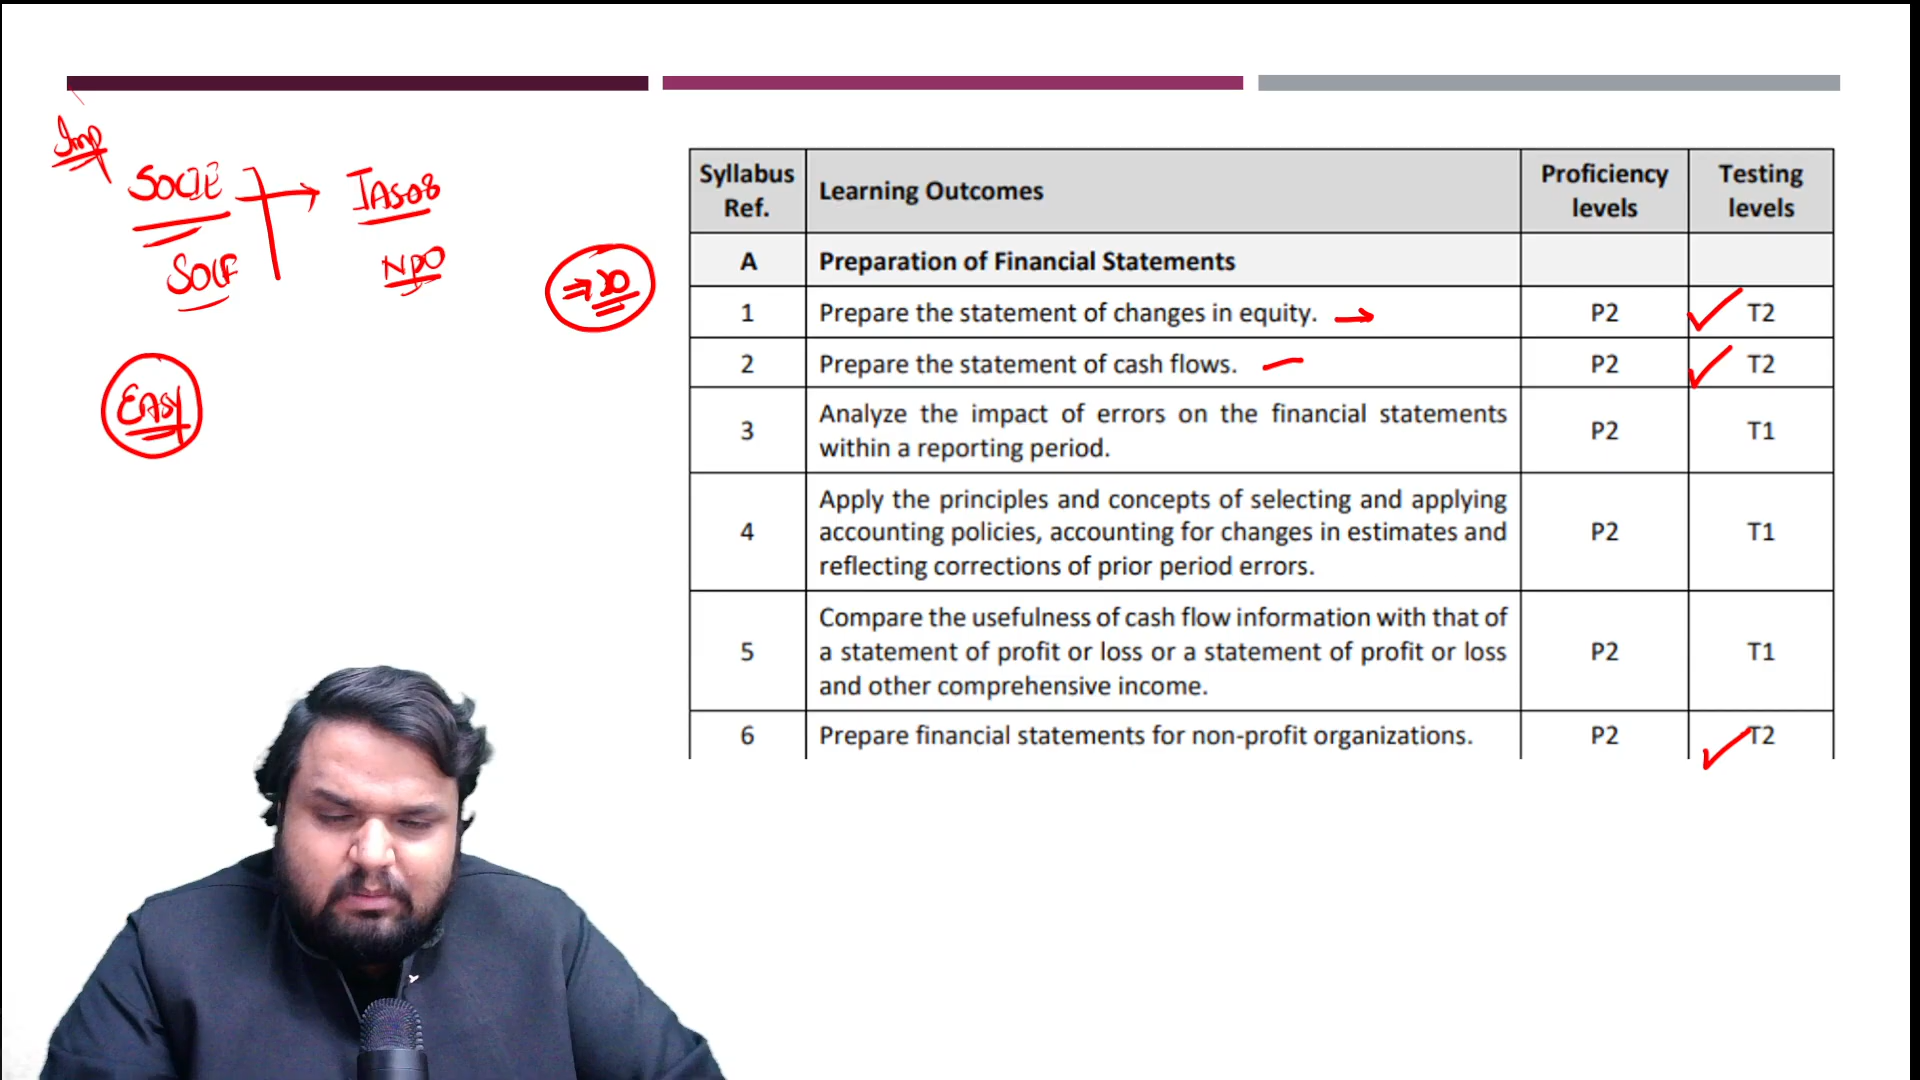 Imp
SOCIE
IAS08
SOCF
NPO
⇒ 20
EASY
Syllabus Ref.
Learning Outcomes
Proficiency levels
Testing levels
A
Preparation of Financial Statements
1
Prepare the statement of changes in equity.
P2
T2
2
Prepare the statement of cash flows.
P2
T2
3
Analyze the impact of errors on the financial statements
within a reporting period.
P2
T1
4
Apply the principles and concepts of selecting and applying
accounting policies, accounting for changes in estimates and
reflecting corrections of prior period errors.
P2
T1
5
Compare the usefulness of cash flow information with that of
a statement of profit or loss or a statement of profit or loss
and other comprehensive income.
P2
T1
6
Prepare financial statements for non-profit organizations.
P2
T2